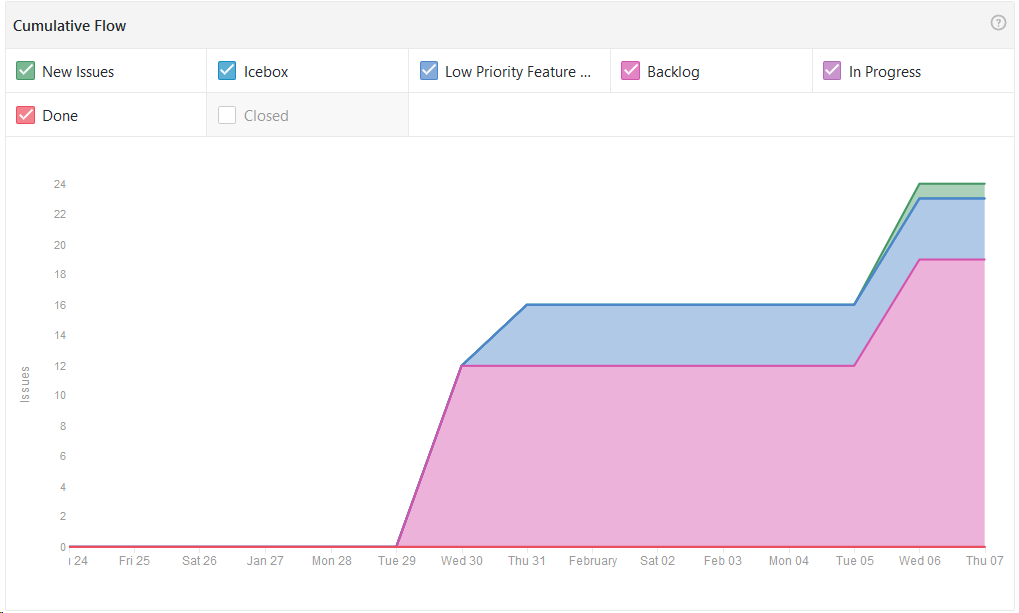 Cumulative Flow
?
New Issues
Icebox
Low Priority Feature ...
Backlog
In Progress
Done
Closed
24
22
20
18
16
14
12
10
8
6
4
2
0
Issues
24 Fri 25 Sat 26 Jan 27 Mon 28 Tue 29 Wed 30 Thu 31 February Sat 02 Feb 03 Mon 04 Tue 05 Wed 06 Thu 07